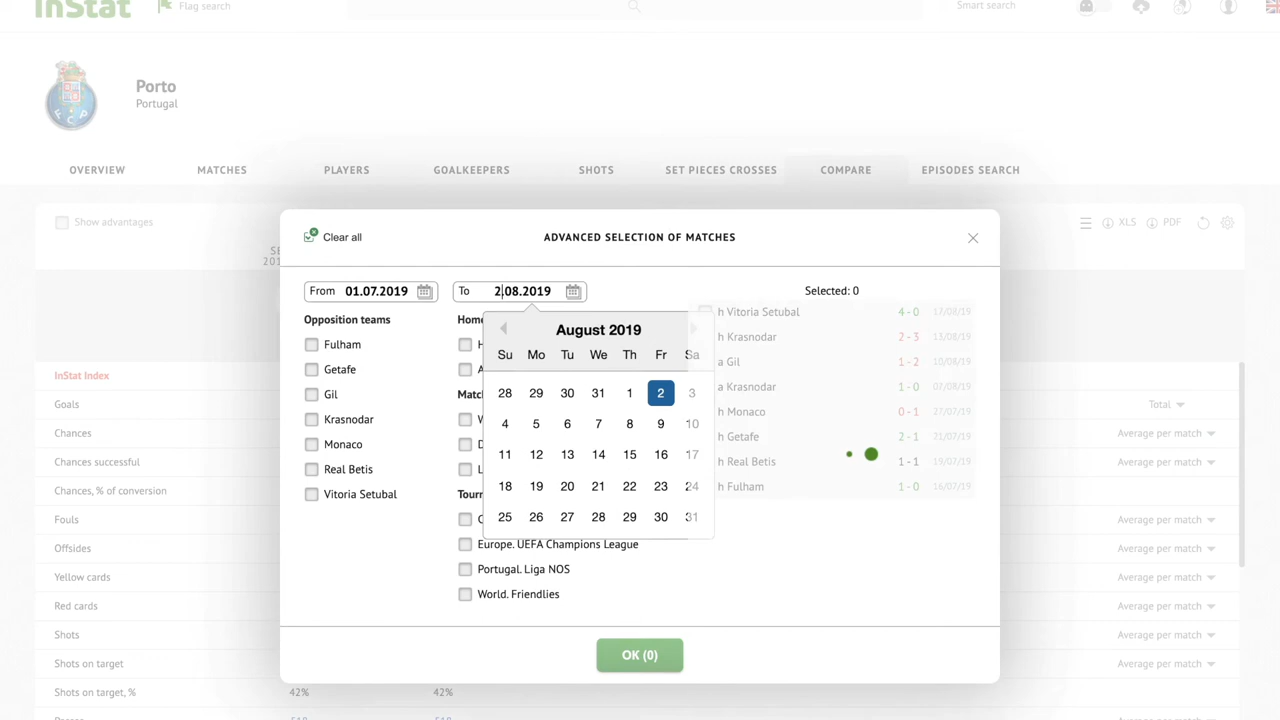 InStat
Flag search
Smart search
FCP
Porto
Portugal
OVERVIEW MATCHES PLAYERS GOALKEEPERS SHOTS SET PIECES CROSSES COMPARE EPISODES SEARCH
Show advantages
XLS PDF
Clear all
ADVANCED SELECTION OF MATCHES
From 01.07.2019
To 2.08.2019
Selected: 0
Opposition teams
Fulham
Getafe
Gil
Krasnodar
Monaco
Real Betis
Vitoria Setubal
August 2019
Su Mo Tu We Th Fr Sa
28 29 30 31 1 2 3
4 5 6 7 8 9 10
11 12 13 14 15 16 17
18 19 20 21 22 23 24
25 26 27 28 29 30 31
Europe. UEFA Champions League
Portugal. Liga NOS
World. Friendlies
h Vitoria Setubal 4 - 0 17/08/19
h Krasnodar 2 - 3 13/08/19
a Gil 1 - 2 10/08/19
a Krasnodar 1 - 0 07/08/19
h Monaco 0 - 1 27/07/19
h Getafe 2 - 1 21/07/19
h Real Betis 1 - 1 19/07/19
h Fulham 1 - 0 16/07/19
OK (0)
InStat Index
Goals Total
Chances Average per match
Chances successful Average per match
Chances, % of conversion
Fouls Average per match
Offsides Average per match
Yellow cards Average per match
Red cards Average per match
Shots Average per match
Shots on target Average per match
Shots on target, % 42% 42%